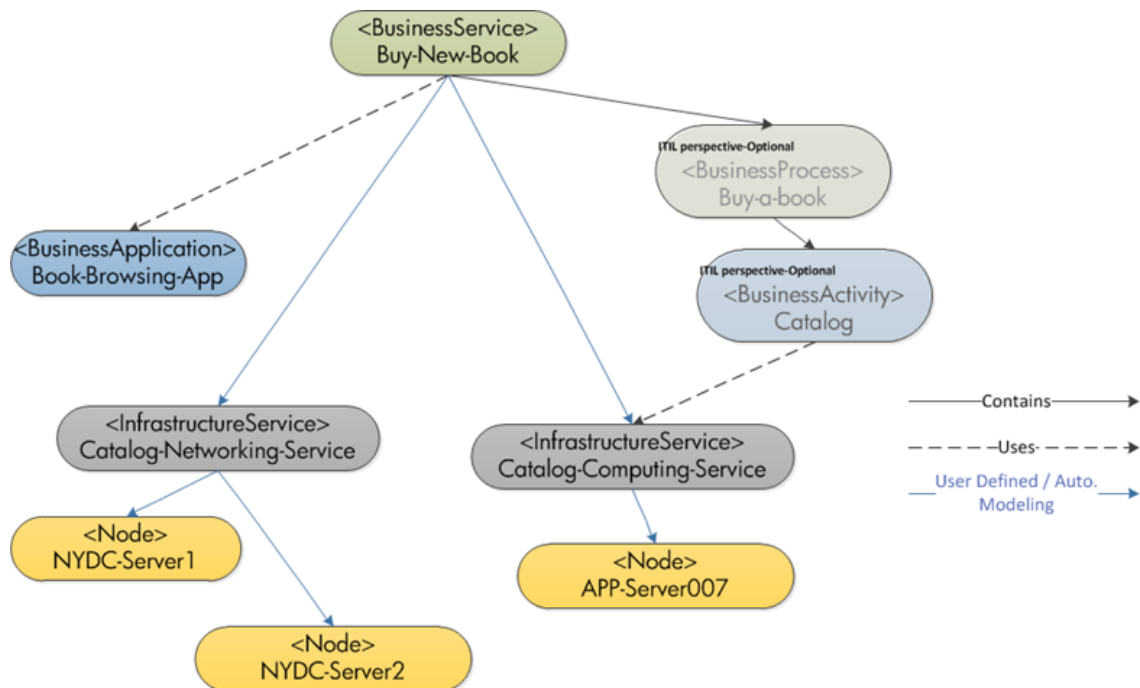 <BusinessService>
Buy-New-Book
ITIL perspective-Optional
<BusinessProcess>
Buy-a-book
<BusinessApplication>
Book-Browsing-App
ITIL perspective-Optional
<BusinessActivity>
Catalog
Contains
Uses
User Defined / Auto.
Modeling
<InfrastructureService>
Catalog-Networking-Service
<InfrastructureService>
Catalog-Computing-Service
<Node>
NYDC-Server1
<Node>
APP-Server007
<Node>
NYDC-Server2